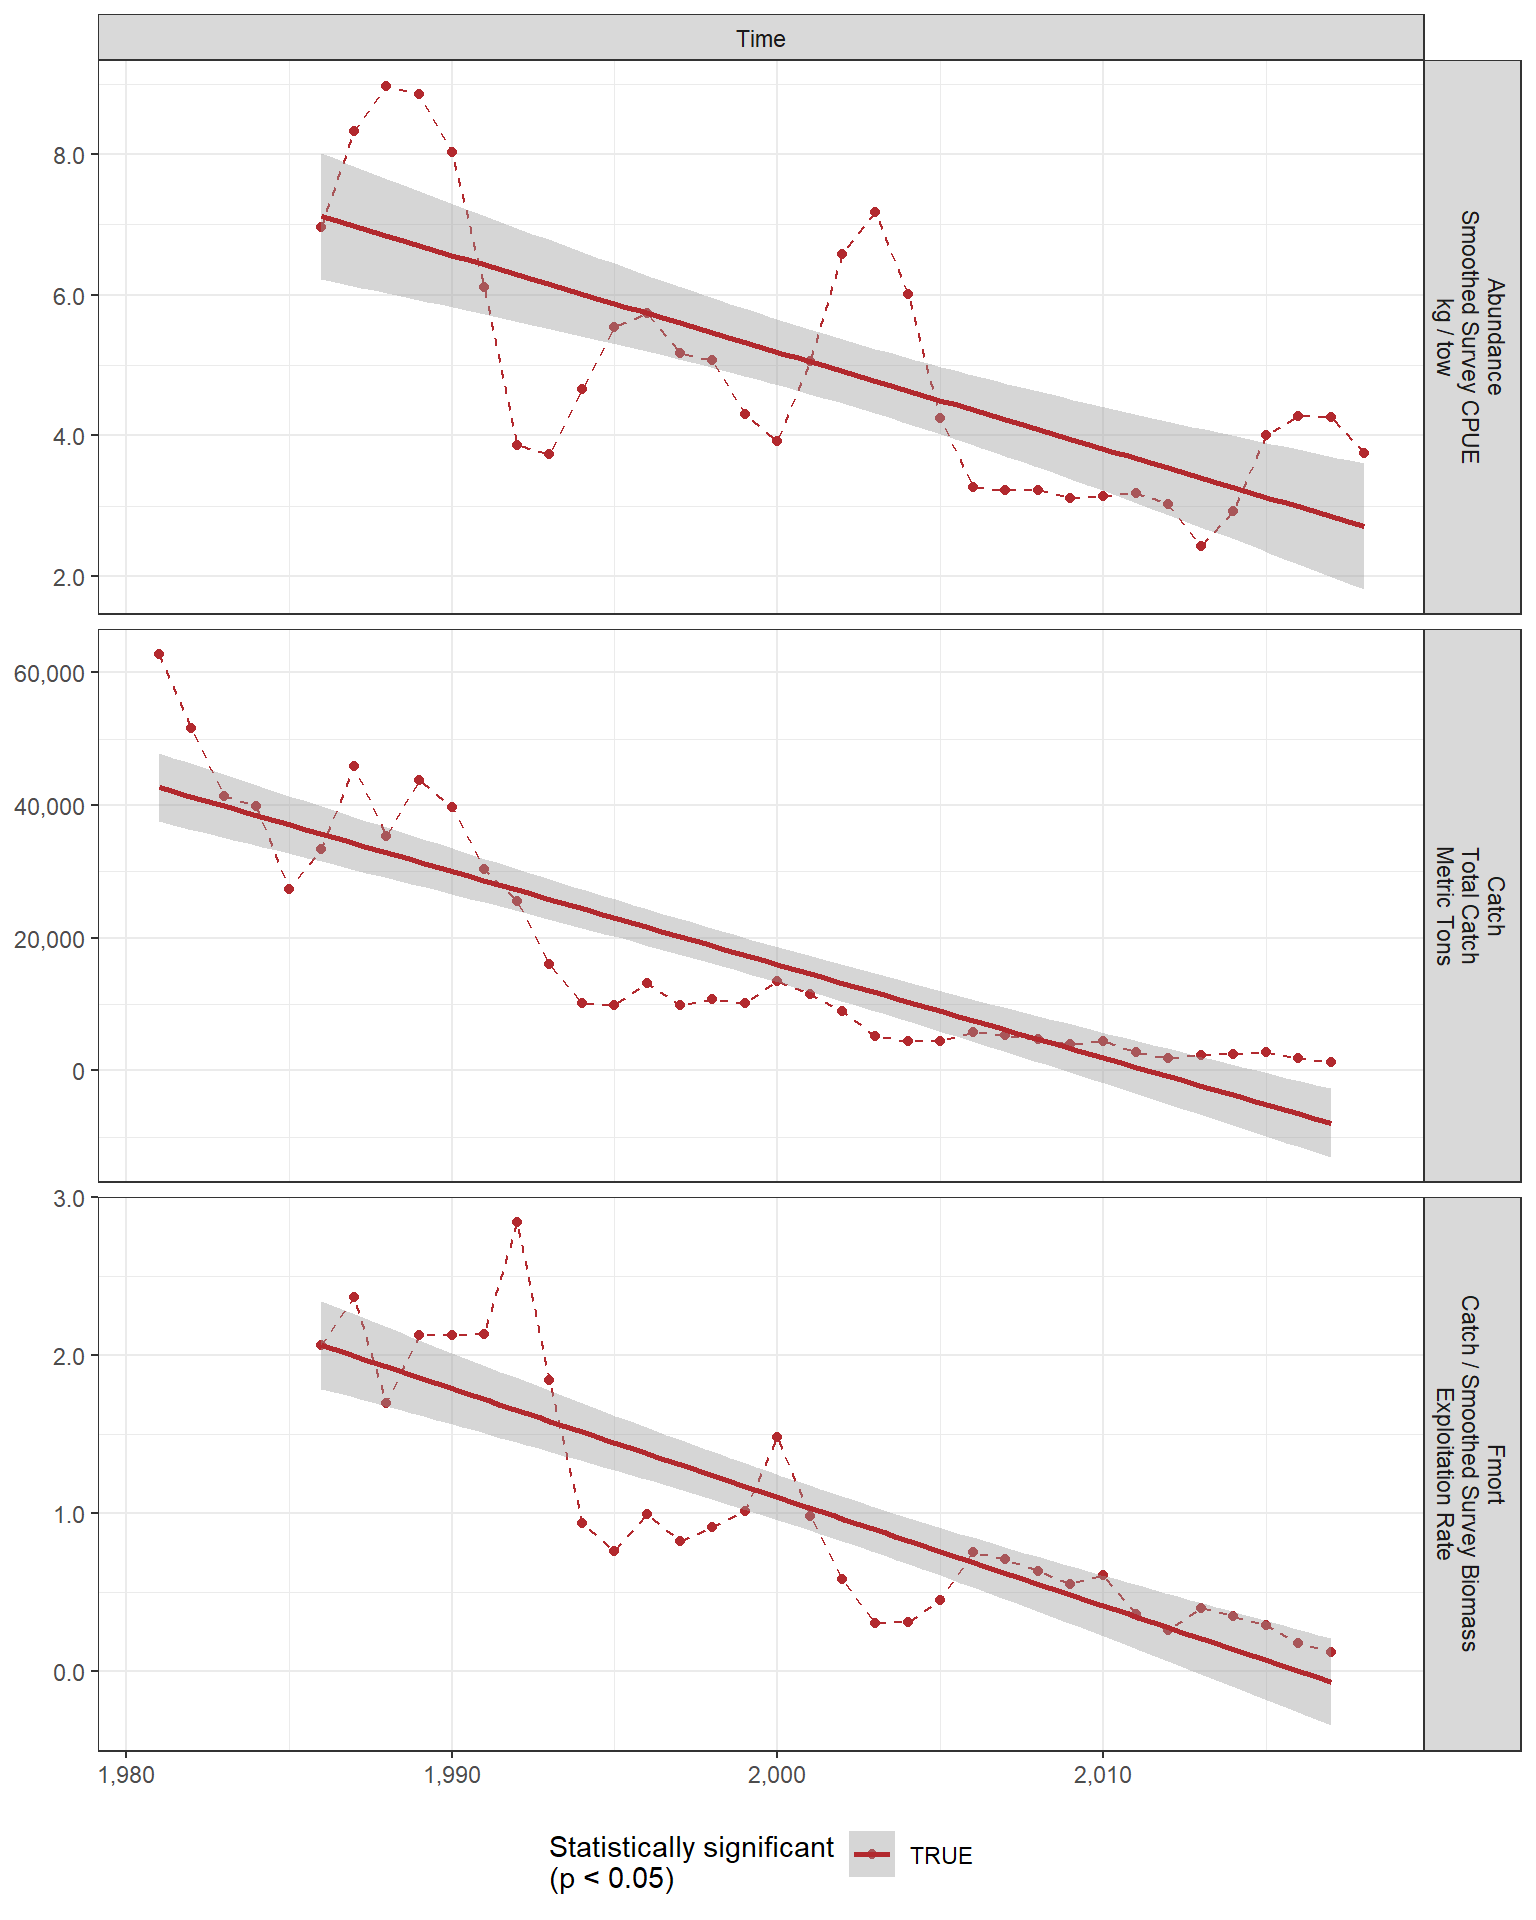 Time
8.0
6.0
4.0
2.0
Abundance
Smoothed Survey CPUE
kg / tow
60,000
40,000
20,000
0
Catch
Total Catch
Metric Tons
3.0
2.0
1.0
0.0
Fmort
Catch / Smoothed Survey Biomass
Exploitation Rate
1,980
1,990
2,000
2,010
Statistically significant
(p < 0.05)
TRUE